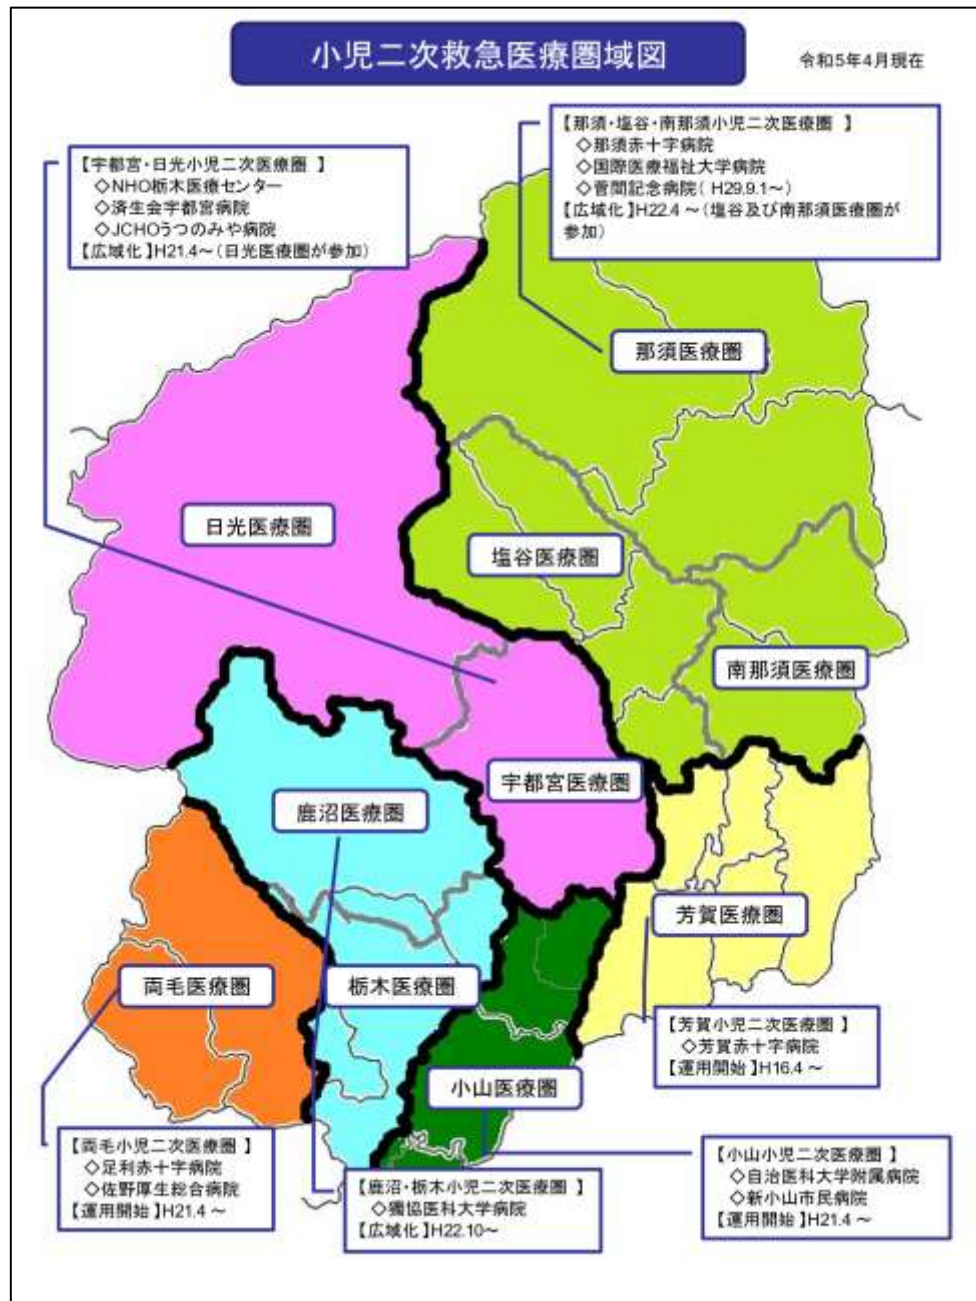 小児二次救急医療圏域図
令和5年4月現在
【那須・塩谷・南那須小児二次医療圏 】
◇那須赤十字病院
◇国際医療福祉大学病院
◇菅間記念病院( H29.9.1～)
【広域化 】H22.4 ～(塩谷及び南那須医療圏が
参加)
【宇都宮・日光小児二次医療圏 】
◇NHO栃木医療センター
◇済生会宇都宮病院
◇JCHOうつのみや病院
【広域化 】H21.4～(日光医療圏が参加)
那須医療圏
日光医療圏
塩谷医療圏
南那須医療圏
宇都宮医療圏
鹿沼医療圏
芳賀医療圏
両毛医療圏
栃木医療圏
小山医療圏
【芳賀小児二次医療圏 】
◇芳賀赤十字病院
【運用開始 】H16.4 ～
【両毛小児二次医療圏 】
◇足利赤十字病院
◇佐野厚生総合病院
【運用開始 】H21.4 ～
【鹿沼・栃木小児二次医療圏 】
◇獨協医科大学病院
【広域化 】H22.10～
【小山小児二次医療圏 】
◇自治医科大学附属病院
◇新小山市民病院
【運用開始 】H21.4 ～